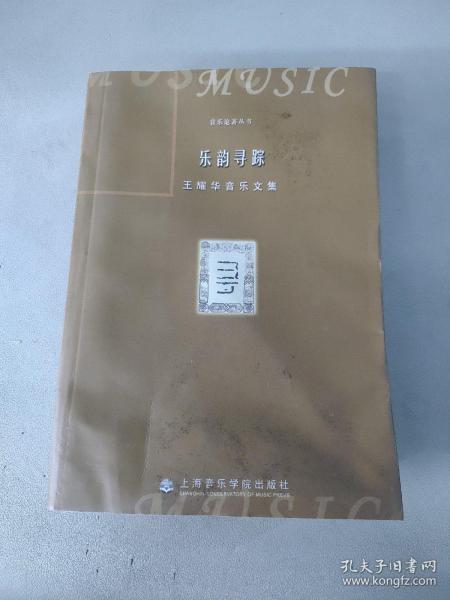 MUSIC
音乐论著丛书
乐韵寻踪
王耀华音乐文集
上海音乐学院出版社
SHANGHAI CONSERVATORY OF MUSIC PRESS
MUSIC
孔夫子旧书网
www.kongfz.com